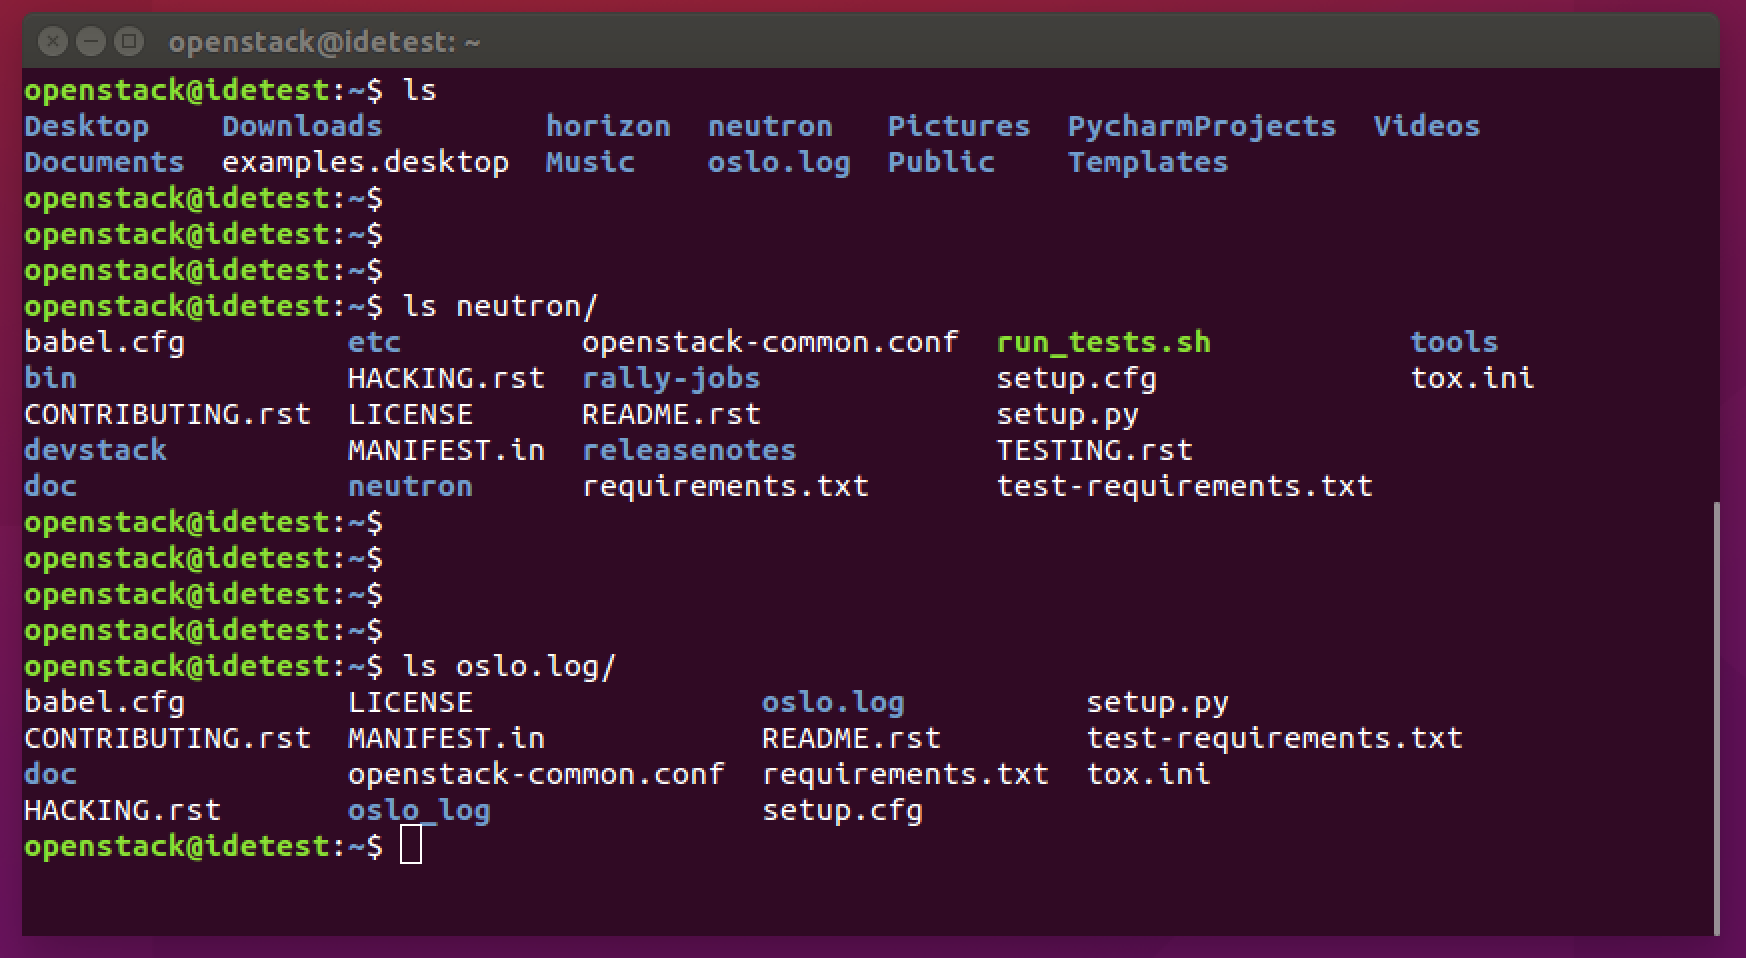 openstack@idetest: ~
openstack@idetest:~$ ls
Desktop    Downloads         horizon  neutron   Pictures  PycharmProjects  Videos
Documents  examples.desktop  Music    oslo.log  Public    Templates
openstack@idetest:~$
openstack@idetest:~$
openstack@idetest:~$
openstack@idetest:~$ ls neutron/
babel.cfg         etc          openstack-common.conf  run_tests.sh           tools
bin               HACKING.rst  rally-jobs             setup.cfg              tox.ini
CONTRIBUTING.rst  LICENSE      README.rst             setup.py
devstack          MANIFEST.in  releasenotes           TESTING.rst
doc               neutron      requirements.txt       test-requirements.txt
openstack@idetest:~$
openstack@idetest:~$
openstack@idetest:~$
openstack@idetest:~$
openstack@idetest:~$ ls oslo.log/
babel.cfg         LICENSE                oslo.log          setup.py
CONTRIBUTING.rst  MANIFEST.in            README.rst        test-requirements.txt
doc               openstack-common.conf  requirements.txt  tox.ini
HACKING.rst       oslo_log               setup.cfg
openstack@idetest:~$